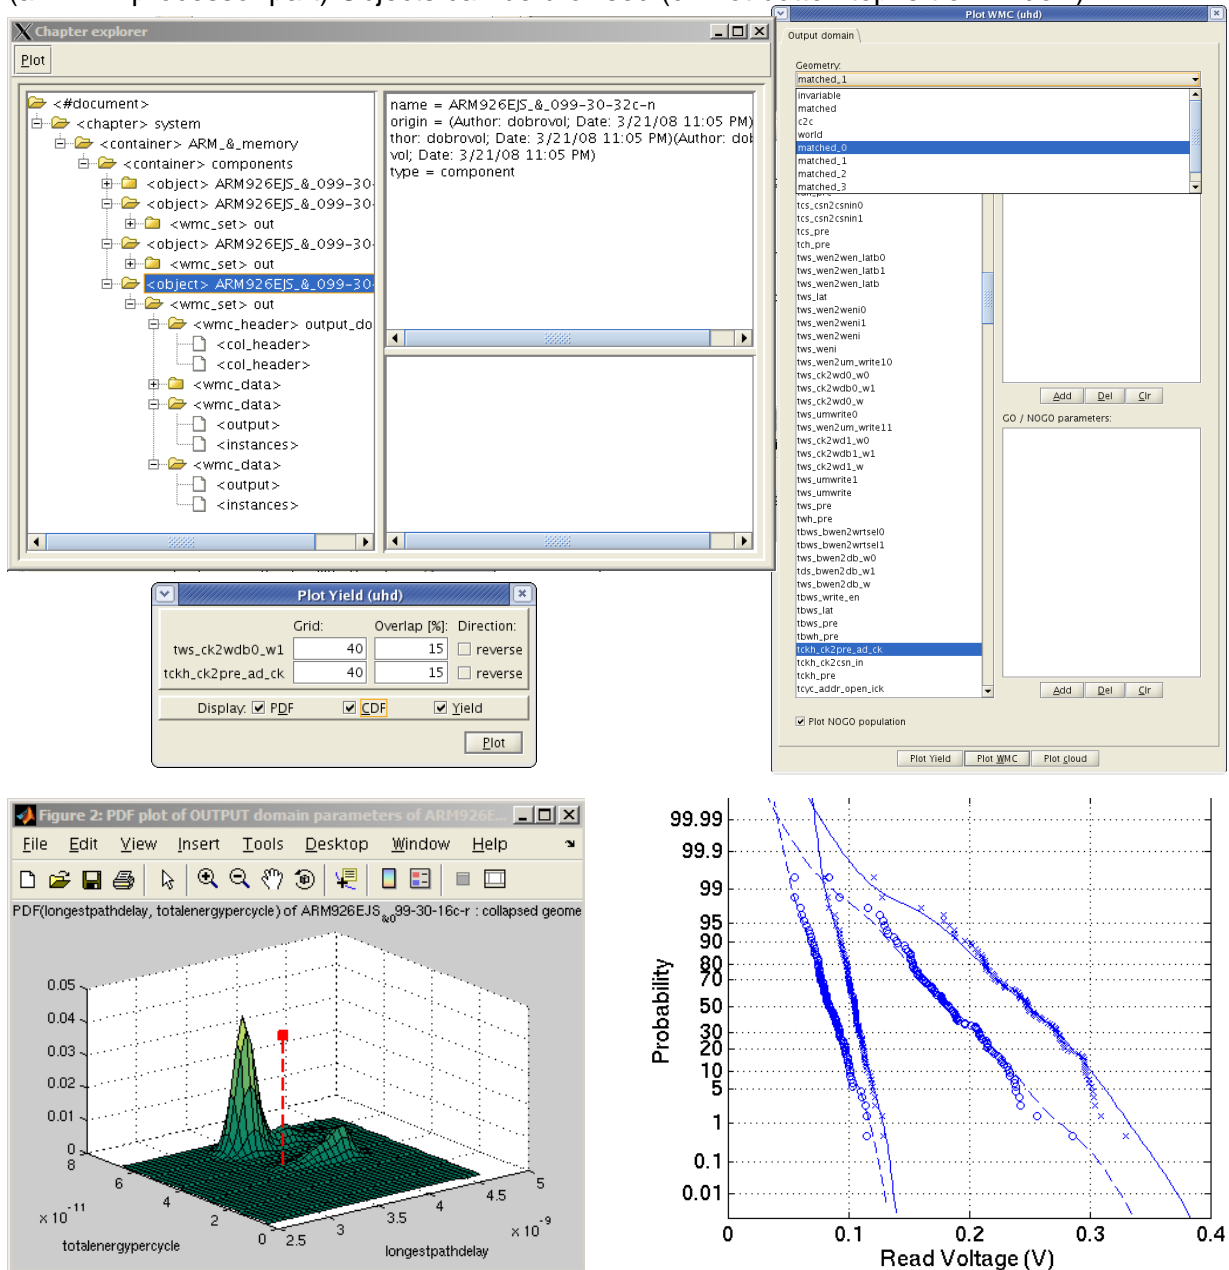 Chapter explorer
Plot
<#document>
<chapter> system
<container> ARM_&_memory
<container> components
<object> ARM926EJS_&_099-30-
<object> ARM926EJS_&_099-30-
<wmc_set> out
<object> ARM926EJS_&_099-30-
<wmc_set> out
<object> ARM926EJS_&_099-30-
<wmc_set> out
<wmc_header> output_do
<col_header>
<col_header>
<wmc_data>
<wmc_data>
<output>
<instances>
<wmc_data>
<output>
<instances>
name = ARM926EJS_&_099-30-32c-n
origin = (Author: dobrovol; Date: 3/21/08 11:05 PM)
thor: dobrovol; Date: 3/21/08 11:05 PM)(Author: dob
vol; Date: 3/21/08 11:05 PM)
type = component
Plot WMC (uhd)
Output domain
Geometry:
matched_1
invariable
matched
c2c
world
matched_0
matched_1
matched_2
matched_3
tcs_csn2csnin0
tcs_csn2csnin1
tcs_pre
tch_pre
tws_wen2wen_latb0
tws_wen2wen_latb1
tws_wen2wen_latb
tws_lat
tws_wen2weni0
tws_wen2weni1
tws_wen2weni
tws_weni
tws_wen2um_write10
tws_ck2wd0_w0
tws_ck2wdb0_w1
tws_ck2wd0_w
tws_umwrite0
tws_wen2um_write11
tws_ck2wd1_w0
tws_ck2wdb1_w1
tws_ck2wd1_w
tws_umwrite1
tws_umwrite
tws_pre
twh_pre
tbws_bwen2wrtsel0
tbws_bwen2wrtsel1
tws_bwen2db_w0
tds_bwen2db_w1
tws_bwen2db_w
tbws_write_en
tbws_lat
tbws_pre
tbwh_pre
tckh_ck2pre_ad_ck
tckh_ck2csn_in
tckh_pre
tcyc_addr_open_ick
Add Del Clr
GO / NOGO parameters:
Add Del Clr
Plot NOGO population
Plot Yield Plot WMC Plot cloud
Plot Yield (uhd)
Grid: Overlap [%]: Direction:
tws_ck2wdb0_w1 40 15 reverse
tckh_ck2pre_ad_ck 40 15 reverse
Display: PDF CDF Yield
Plot
Figure 2: PDF plot of OUTPUT domain parameters of ARM926E...
File Edit View Insert Tools Desktop Window Help
PDF(longestpathdelay, totalenergypercycle) of ARM926EJS&099-30-16c-r : collapsed geome
0.05
0.04
0.03
0.02
0.01
0
8
6
4
2
0
x 10^-11
totalenergypercycle
2.5
3
3.5
4
4.5
5
x 10^-9
longestpathdelay
99.99
99.9
99
95
90
80
70
50
30
20
10
5
1
0.1
0.01
Probability
0 0.1 0.2 0.3 0.4
Read Voltage (V)